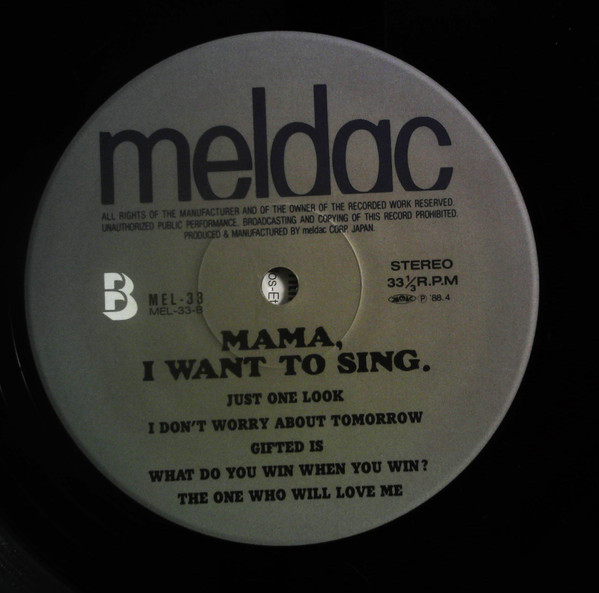 meldac
ALL RIGHTS OF THE MANUFACTURER AND OF THE OWNER OF THE RECORDED WORK RESERVED.
UNAUTHORIZED PUBLIC PERFORMANCE, BROADCASTING AND COPYING OF THIS RECORD PROHIBITED.
PRODUCED & MANUFACTURED BY meldac CORP. JAPAN.
B
MEL-33
MEL-33-B
STEREO
33⅓R.P.M
Ⓟ '88.4
MAMA,
I WANT TO SING.
JUST ONE LOOK
I DON'T WORRY ABOUT TOMORROW
GIFTED IS
WHAT DO YOU WIN WHEN YOU WIN?
THE ONE WHO WILL LOVE ME